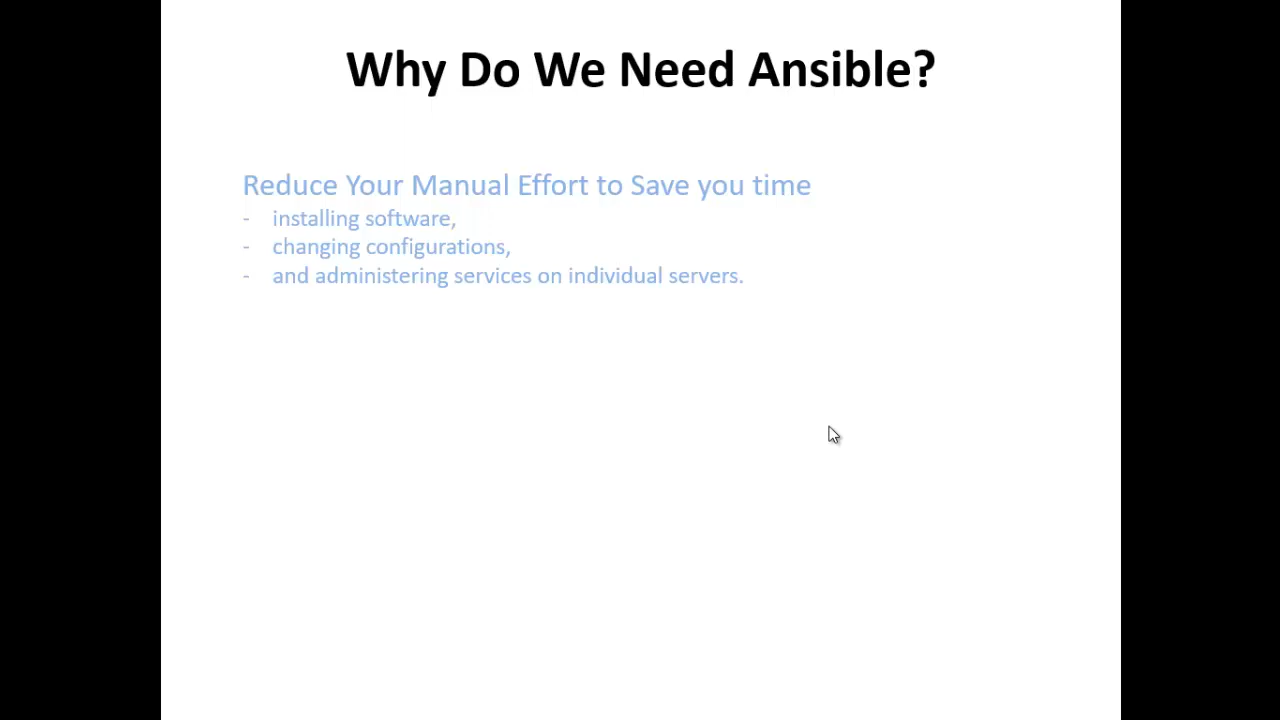 Why Do We Need Ansible?
Reduce Your Manual Effort to Save you time
- installing software,
- changing configurations,
- and administering services on individual servers.